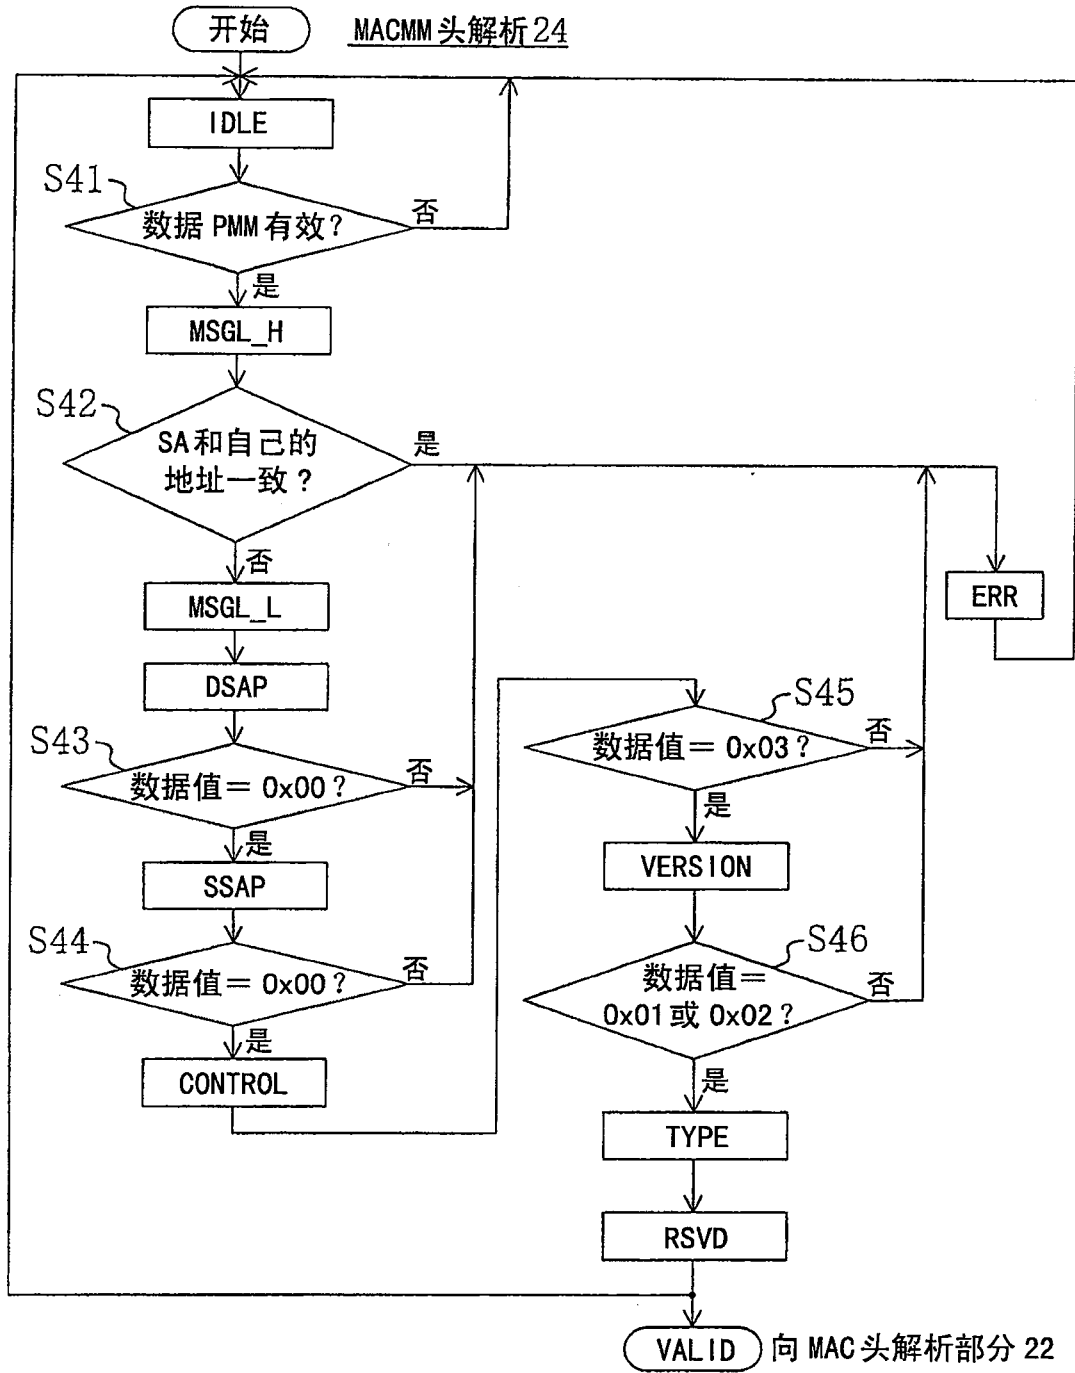 开始
MACMM头解析24
IDLE
S41
数据PMM有效？
否
是
MSGL_H
S42
SA和自己的
地址一致？
是
否
MSGL_L
DSAP
S43
数据值＝0x00？
否
是
SSAP
S44
数据值＝0x00？
否
是
CONTROL
ERR
S45
数据值＝0x03？
否
是
VERSION
S46
数据值＝
0x01或0x02？
否
是
TYPE
RSVD
VALID 向MAC头解析部分22